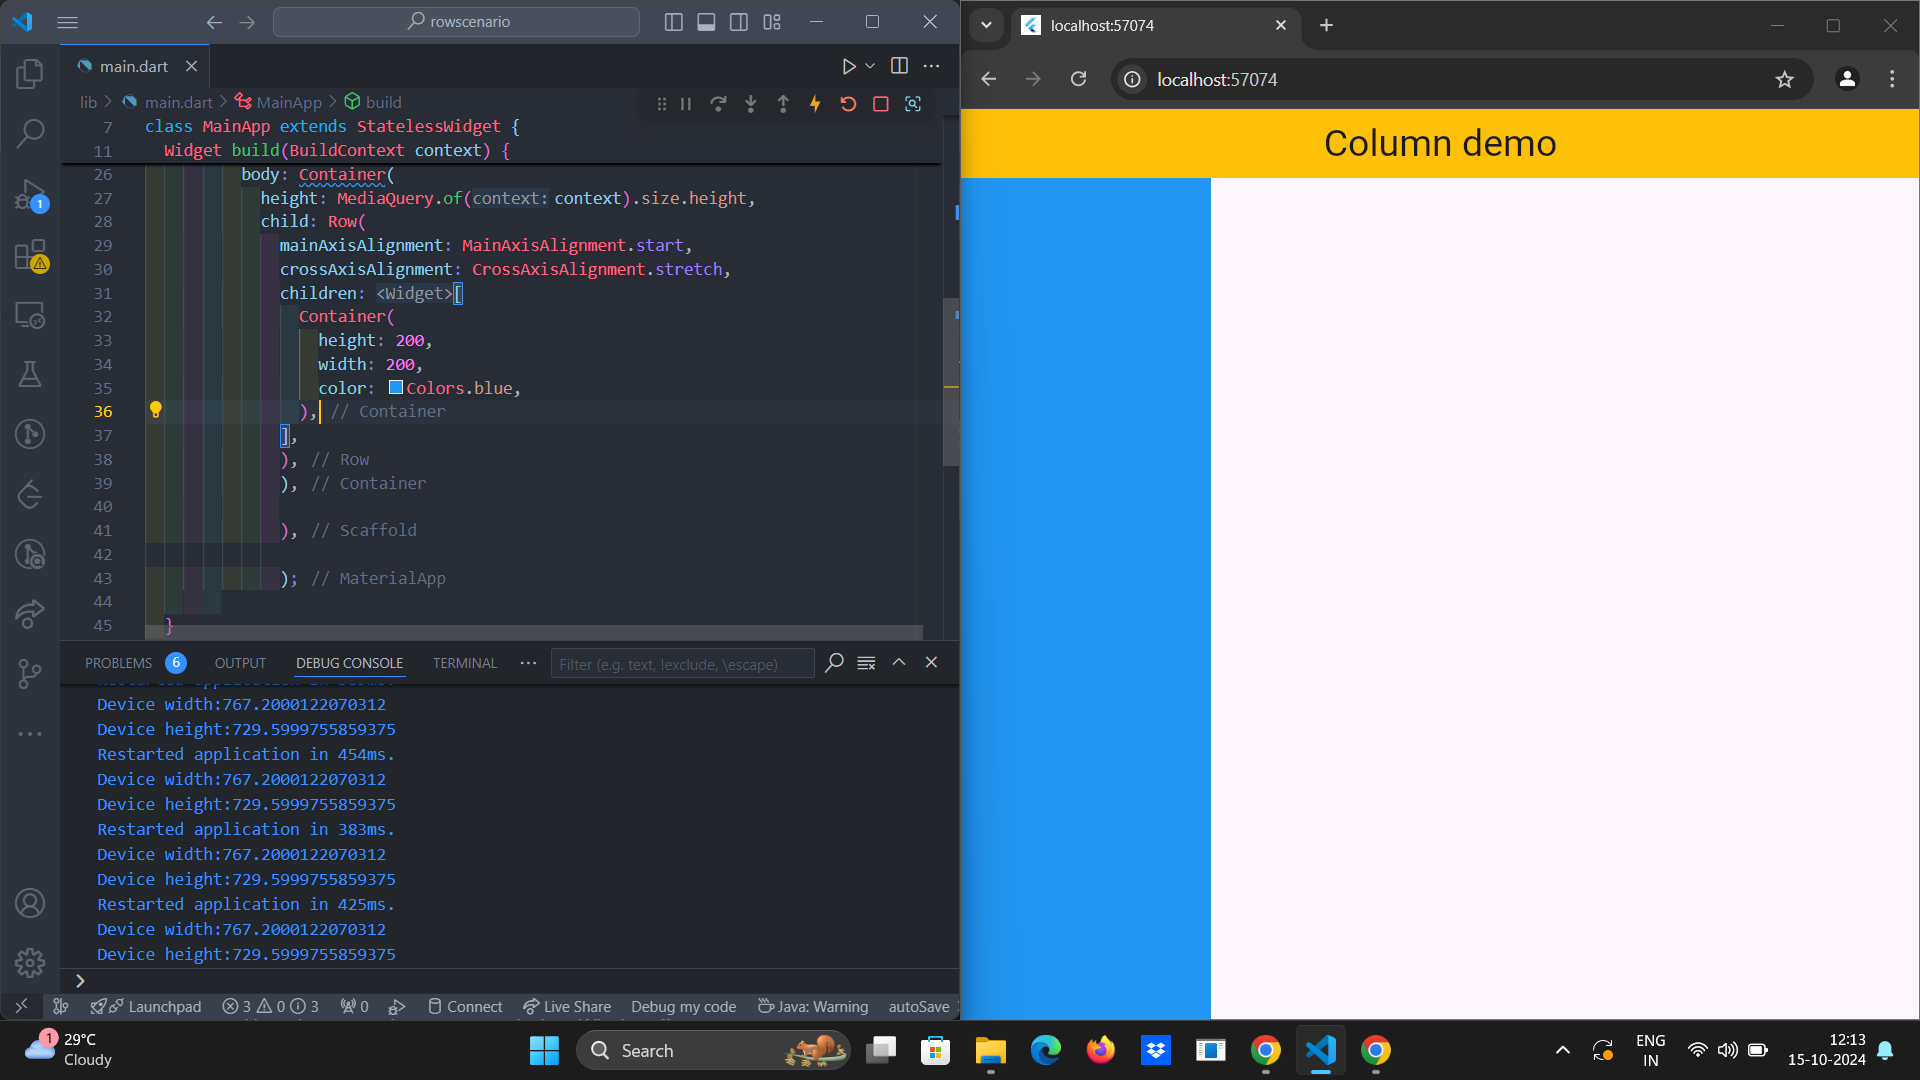 rowscenario
main.dart
lib > main.dart > MainApp > build
7 class MainApp extends StatelessWidget {
11 Widget build(BuildContext context) {
26 body: Container(
27 height: MediaQuery.of(context: context).size.height,
28 child: Row(
29 mainAxisAlignment: MainAxisAlignment.start,
30 crossAxisAlignment: CrossAxisAlignment.stretch,
31 children: <Widget>[
32 Container(
33 height: 200,
34 width: 200,
35 color: Colors.blue,
36 ), // Container
37 ],
38 ), // Row
39 ), // Container
40
41 ), // Scaffold
42
43 ); // MaterialApp
44
45 }
PROBLEMS 6 OUTPUT DEBUG CONSOLE TERMINAL ··· Filter (e.g. text, !exclude, \escape)
Device width:767.2000122070312
Device height:729.5999755859375
Restarted application in 454ms.
Device width:767.2000122070312
Device height:729.5999755859375
Restarted application in 383ms.
Device width:767.2000122070312
Device height:729.5999755859375
Restarted application in 425ms.
Device width:767.2000122070312
Device height:729.5999755859375
>
Launchpad 3 0 3 0 Connect Live Share Debug my code Java: Warning autoSave
1
localhost:57074
localhost:57074
Column demo
1 29°C
Cloudy
Search
ENG
IN
12:13
15-10-2024